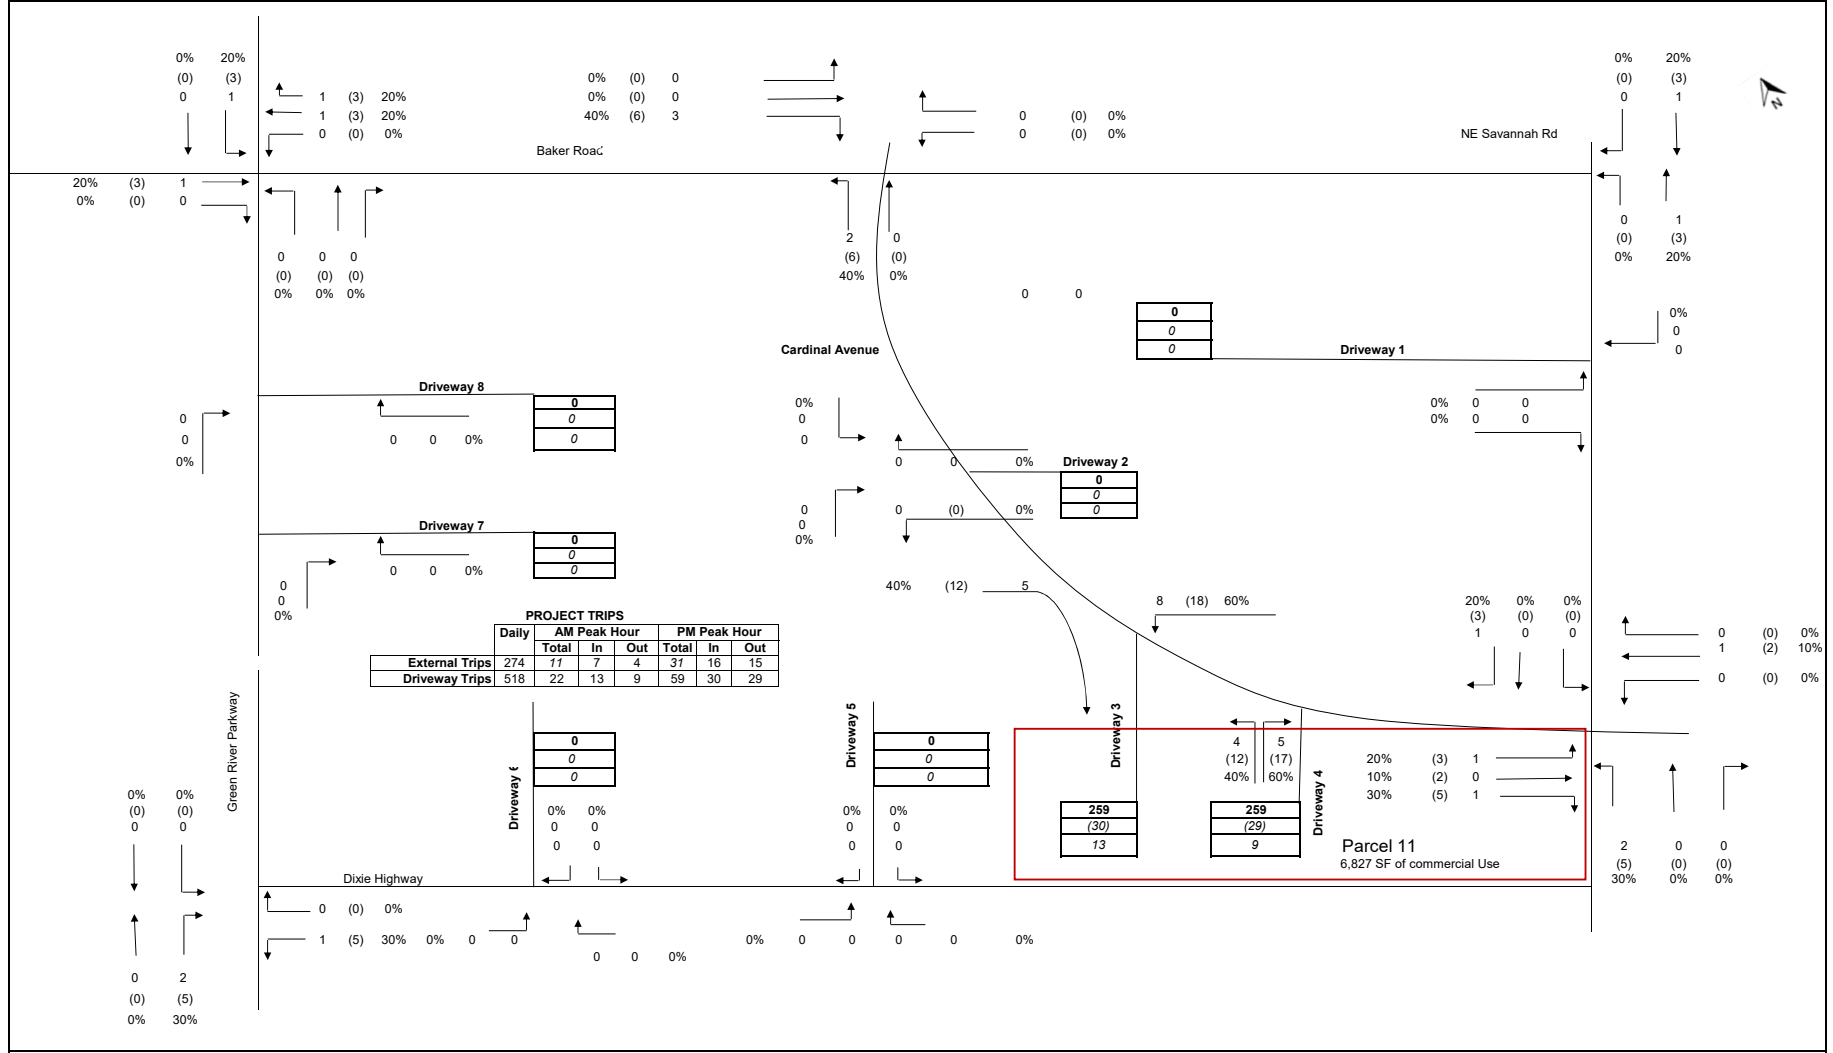 0% 20%
(0) (3)
0 1
1 (3) 20%
1 (3) 20%
0 (0) 0%
0% (0) 0
0% (0) 0
40% (6) 3
0 (0) 0%
0 (0) 0%
0% 20%
(0) (3)
0 1
N
Baker Road
NE Savannah Rd
20% (3) 1
0% (0) 0
0 0 0
(0) (0) (0)
0% 0% 0%
2 0
(6) (0)
40% 0%
0 1
(0) (3)
0% 20%
0 0
0
0
0
0%
0
0
Cardinal Avenue
Driveway 1
Driveway 8
0
0
0
0
0
0%
0 0 0%
0%
0
0
0% 0 0
0% 0 0
0 0 0%
Driveway 2
0
0
0
0
0
0%
0 (0) 0%
Driveway 7
0
0
0
0 0 0%
0
0
0%
40% (12) 5
8 (18) 60%
20% 0% 0%
(3) (0) (0)
1 0 0
0 (0) 0%
1 (2) 10%
0 (0) 0%
PROJECT TRIPS
Daily AM Peak Hour PM Peak Hour
Total In Out Total In Out
External Trips 274 11 7 4 31 16 15
Driveway Trips 518 22 13 9 59 30 29
Green River Parkway
Driveway 6
0
0
0
Driveway 5
0
0
0
Driveway 3
Driveway 4
4 5
(12) (17)
40% 60%
20% (3) 1
10% (2) 0
30% (5) 1
259
(30)
13
259
(29)
9
Parcel 11
6,827 SF of commercial Use
2 0 0
(5) (0) (0)
30% 0% 0%
0% 0%
(0) (0)
0 0
0% 0%
0 0
0 0
0% 0%
0 0
0 0
Dixie Highway
0 (0) 0%
1 (5) 30% 0% 0 0
0 0 0%
0% 0 0 0 0 0%
0 2
(0) (5)
0% 30%